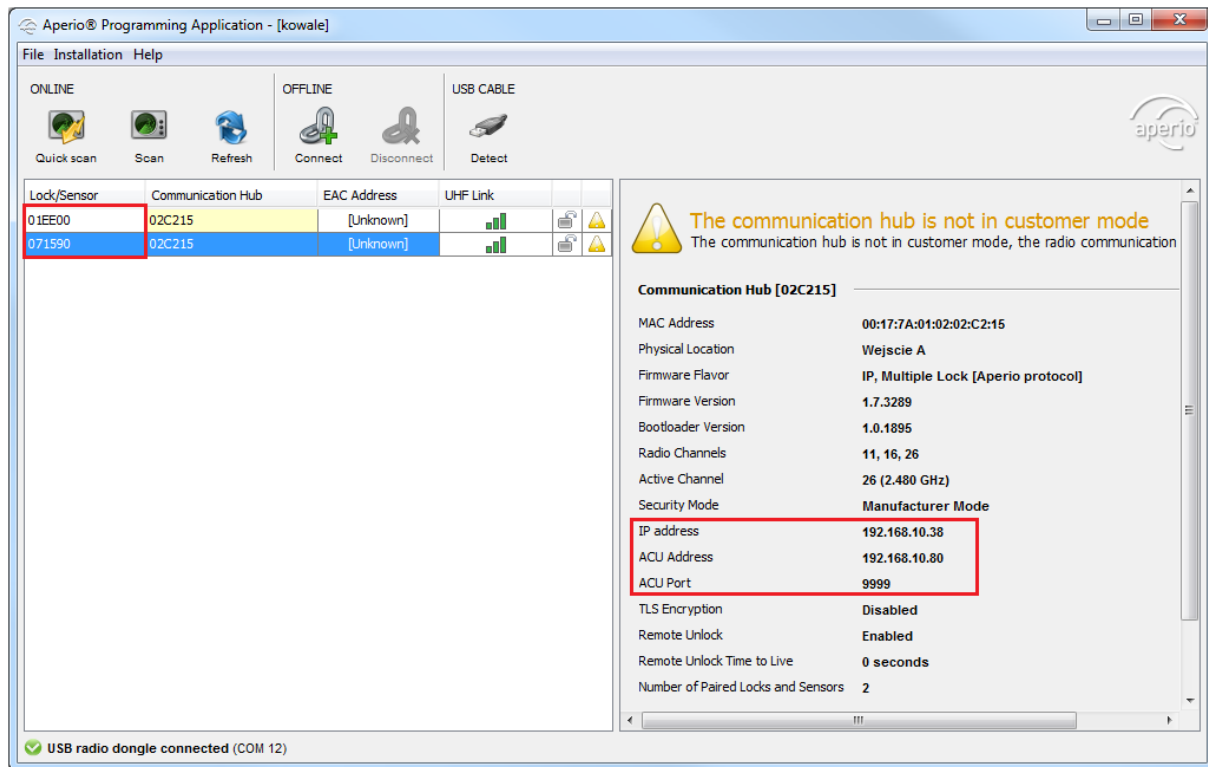 Aperio® Programming Application - [kowale]
File Installation Help
ONLINE
OFFLINE
USB CABLE
aperio
Quick scan
Scan
Refresh
Connect
Disconnect
Detect
Lock/Sensor Communication Hub EAC Address UHF Link
01EE00 02C215 [Unknown]
071590 02C215 [Unknown]
The communication hub is not in customer mode
The communication hub is not in customer mode, the radio communication
Communication Hub [02C215]
MAC Address 00:17:7A:01:02:02:C2:15
Physical Location Wejscie A
Firmware Flavor IP, Multiple Lock [Aperio protocol]
Firmware Version 1.7.3289
Bootloader Version 1.0.1895
Radio Channels 11, 16, 26
Active Channel 26 (2.480 GHz)
Security Mode Manufacturer Mode
IP address 192.168.10.38
ACU Address 192.168.10.80
ACU Port 9999
TLS Encryption Disabled
Remote Unlock Enabled
Remote Unlock Time to Live 0 seconds
Number of Paired Locks and Sensors 2
USB radio dongle connected (COM 12)